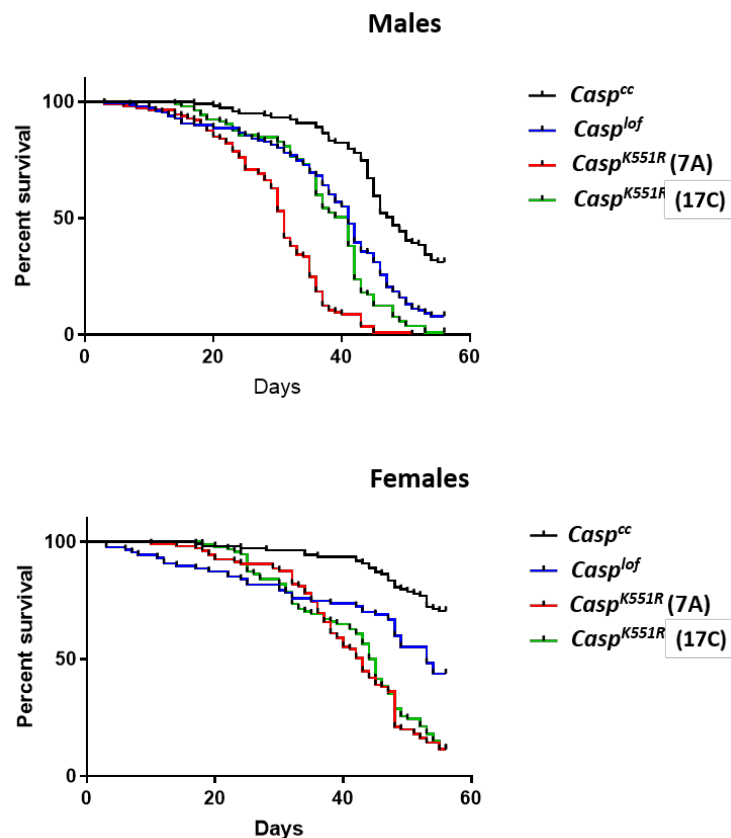 Males
Percent survival
100
50
0
0 20 40 60
Days
Casp^cc
Casp^lof
Casp^K551R (7A)
Casp^K551R (17C)
Females
Percent survival
100
50
0
0 20 40 60
Days
Casp^cc
Casp^lof
Casp^K551R (7A)
Casp^K551R (17C)